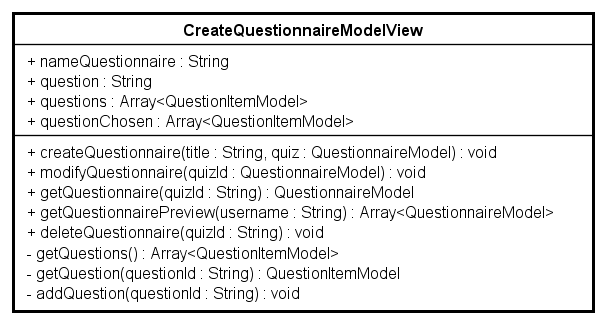 CreateQuestionnaireModelView
+ nameQuestionnaire : String
+ question : String
+ questions : Array<QuestionItemModel>
+ questionChosen : Array<QuestionItemModel>
+ createQuestionnaire(title : String, quiz : QuestionnaireModel) : void
+ modifyQuestionnaire(quizId : QuestionnaireModel) : void
+ getQuestionnaire(quizId : String) : QuestionnaireModel
+ getQuestionnairePreview(username : String) : Array<QuestionnaireModel>
+ deleteQuestionnaire(quizId : String) : void
- getQuestions() : Array<QuestionItemModel>
- getQuestion(questionId : String) : QuestionItemModel
- addQuestion(questionId : String) : void